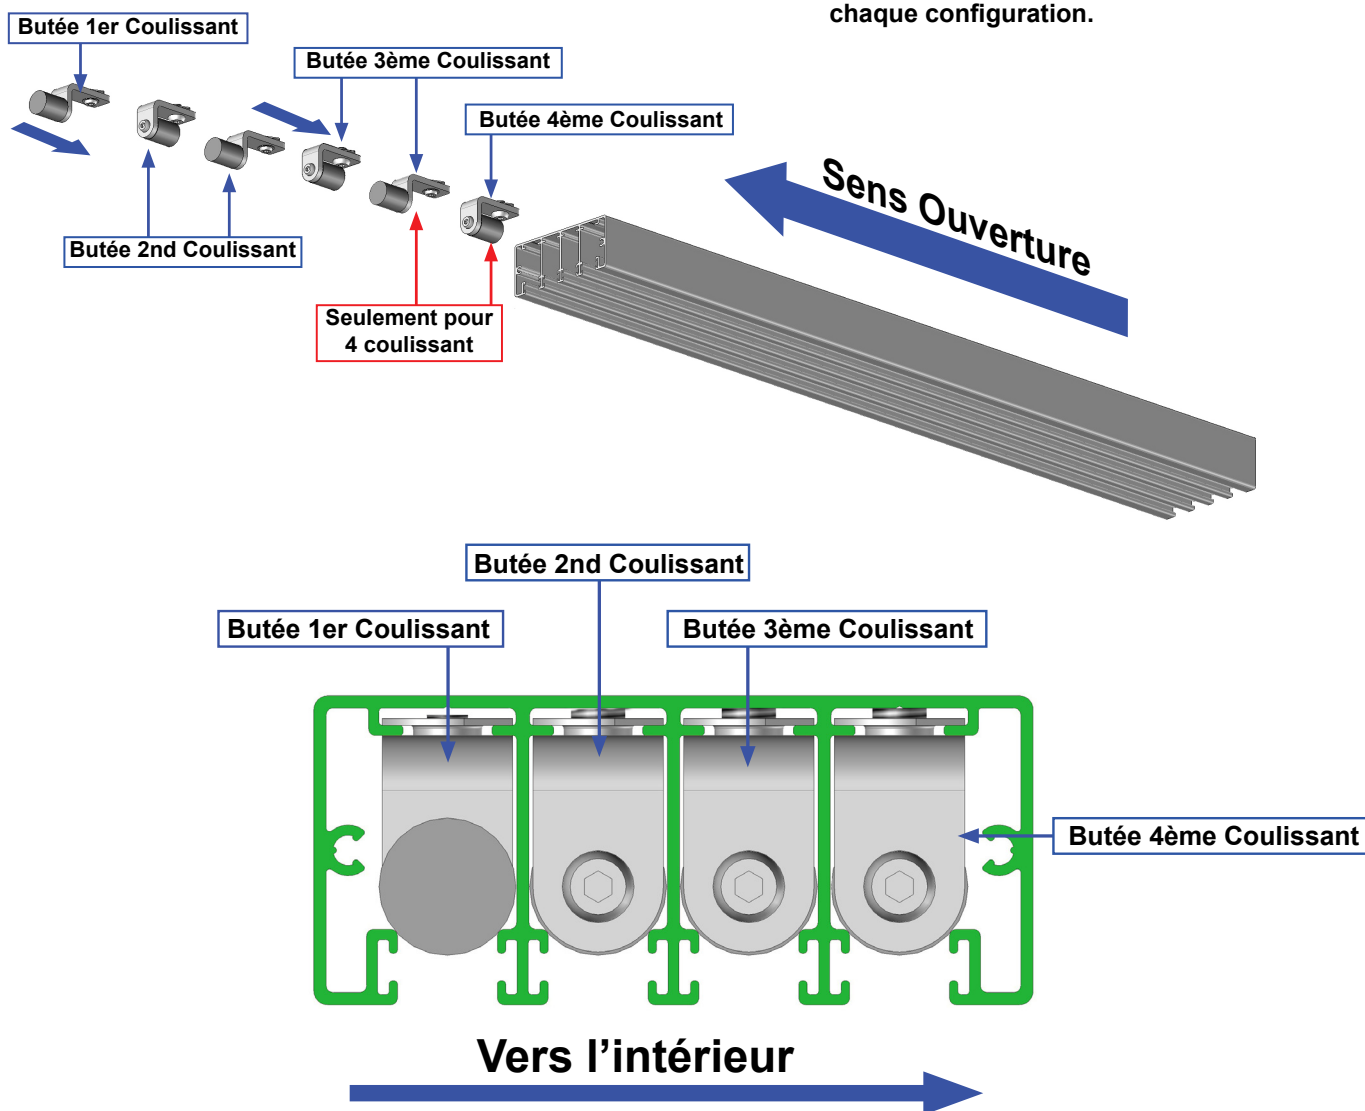 chaque configuration.
Butée 1er Coulissant
Butée 3ème Coulissant
Butée 4ème Coulissant
Sens Ouverture
Butée 2nd Coulissant
Seulement pour
4 coulissant
Butée 2nd Coulissant
Butée 1er Coulissant
Butée 3ème Coulissant
Butée 4ème Coulissant
Vers l’intérieur